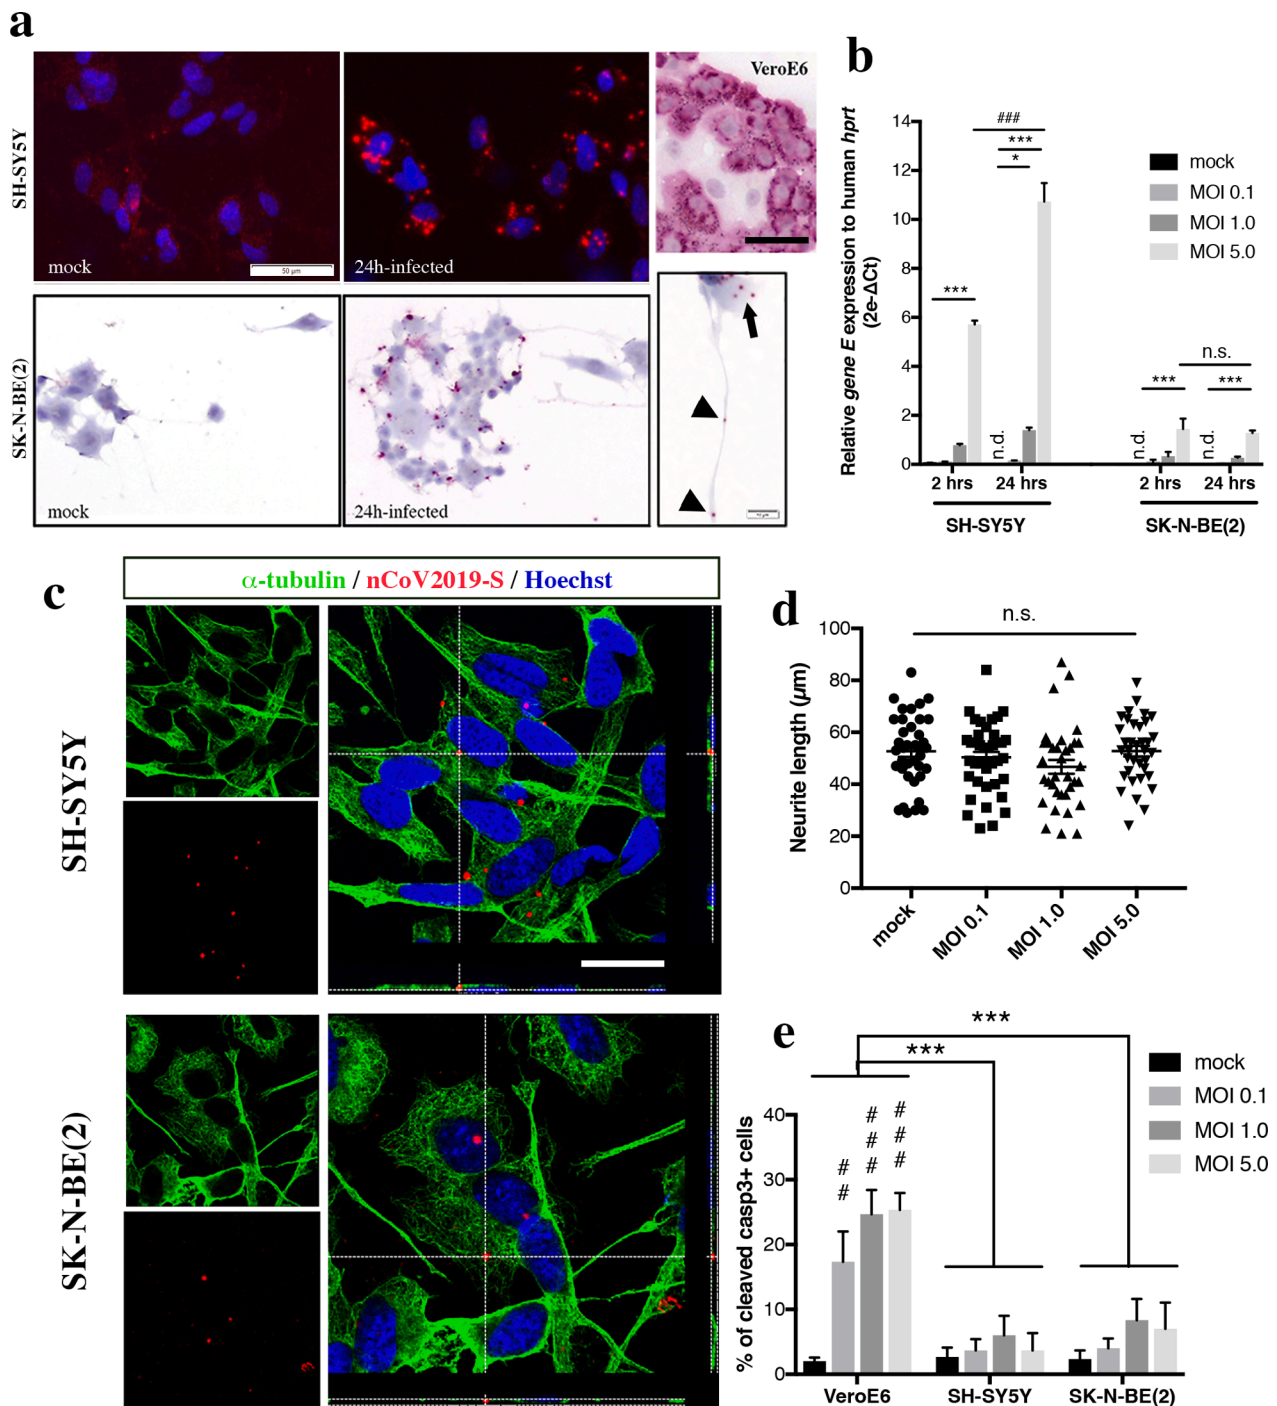 a
SH-SY5Y
mock
50 µm
24h-infected
VeroE6
SK-N-BE(2)
mock
24h-infected
b
Relative gene E expression to human hprt
(2e-ΔCt)
14
12
10
8
6
4
2
0
###
***
*
***
n.d.
n.s.
***
***
n.d.
n.d.
mock
MOI 0.1
MOI 1.0
MOI 5.0
2 hrs
24 hrs
2 hrs
24 hrs
SH-SY5Y
SK-N-BE(2)
c
α-tubulin / nCoV2019-S / Hoechst
SH-SY5Y
SK-N-BE(2)
d
Neurite length (µm)
100
80
60
40
20
0
n.s.
mock
MOI 0.1
MOI 1.0
MOI 5.0
e
% of cleaved casp3+ cells
40
30
20
10
0
***
***
##
###
###
mock
MOI 0.1
MOI 1.0
MOI 5.0
VeroE6
SH-SY5Y
SK-N-BE(2)